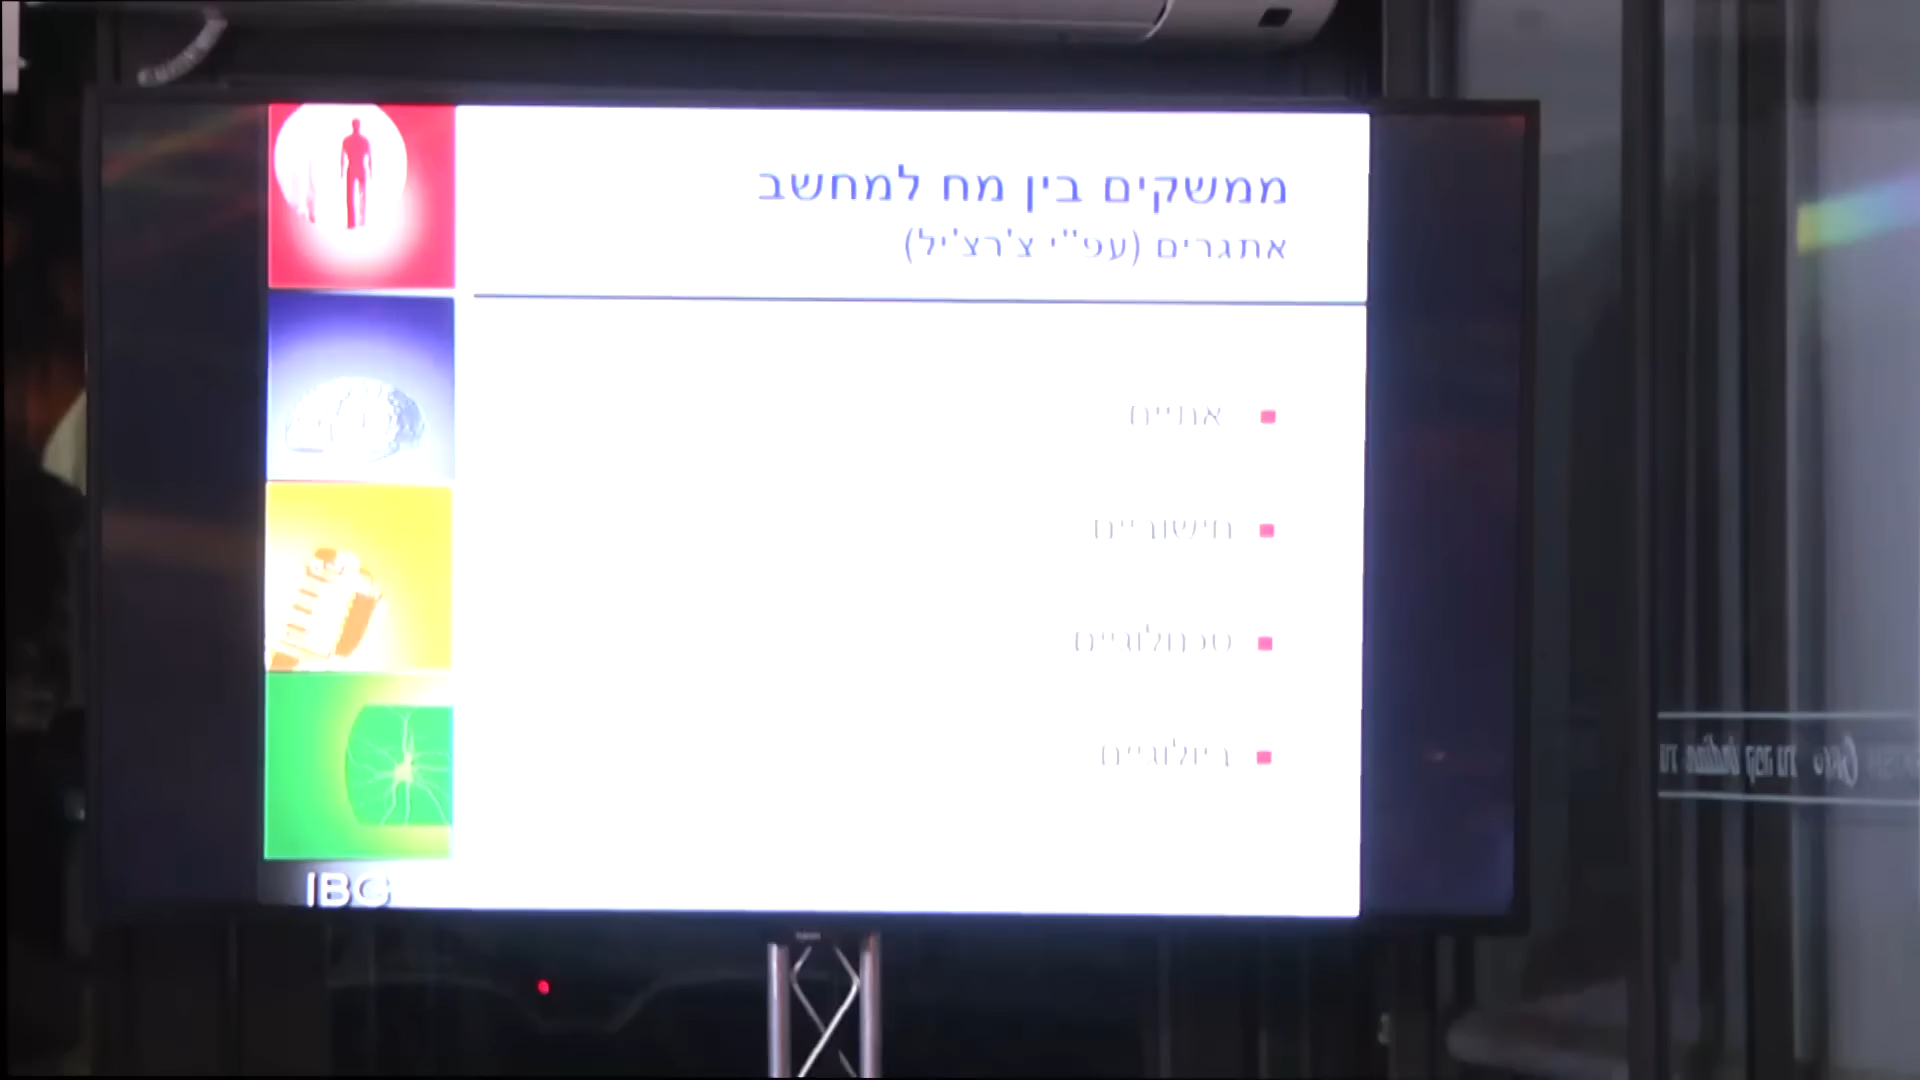 ממשקים בין מח למחשב
אתגרים (עפ''י צ'רצ'יל)
אתיים
חישוביים
טכנולוגיים
ביולוגיים
IBC